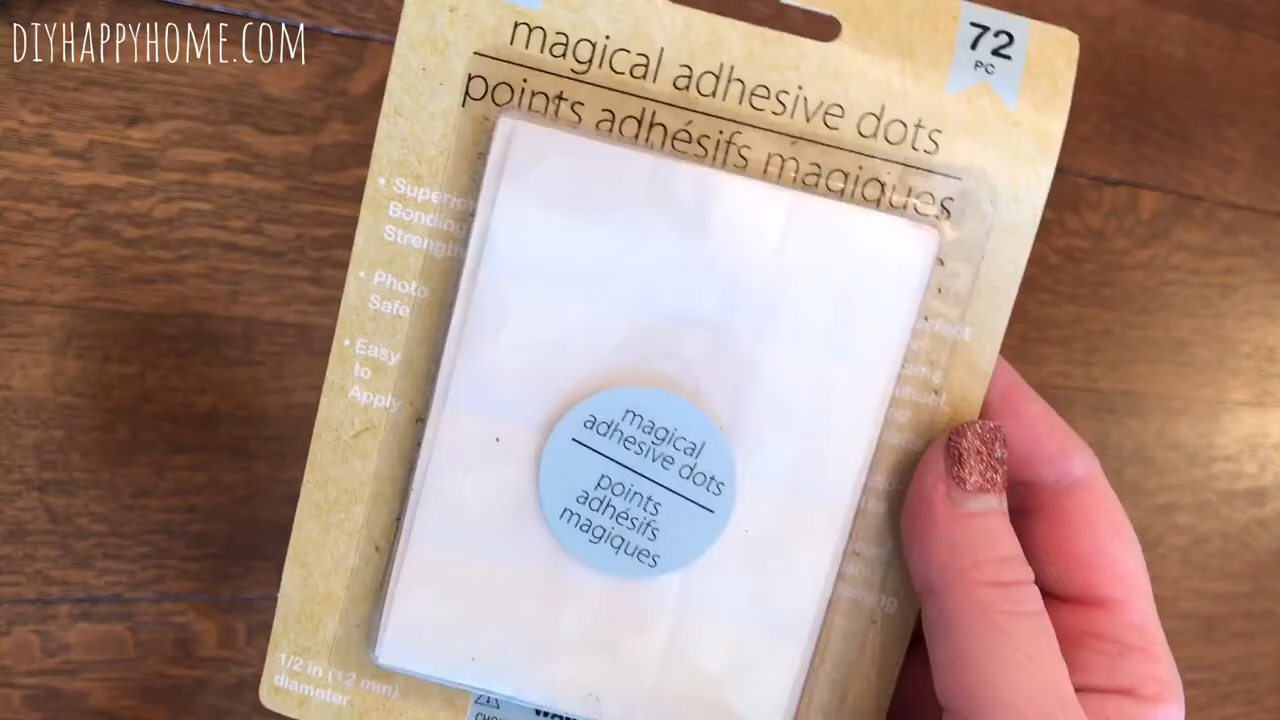 DIYHAPPYHOME.COM
72
PC
magical adhesive dots
points adhésifs magiques
• Superior
Bonding
Strength
• Photo
Safe
• Easy
to
Apply
magical
adhesive dots
points
adhésifs
magiques
1/2 in (12 mm)
diameter